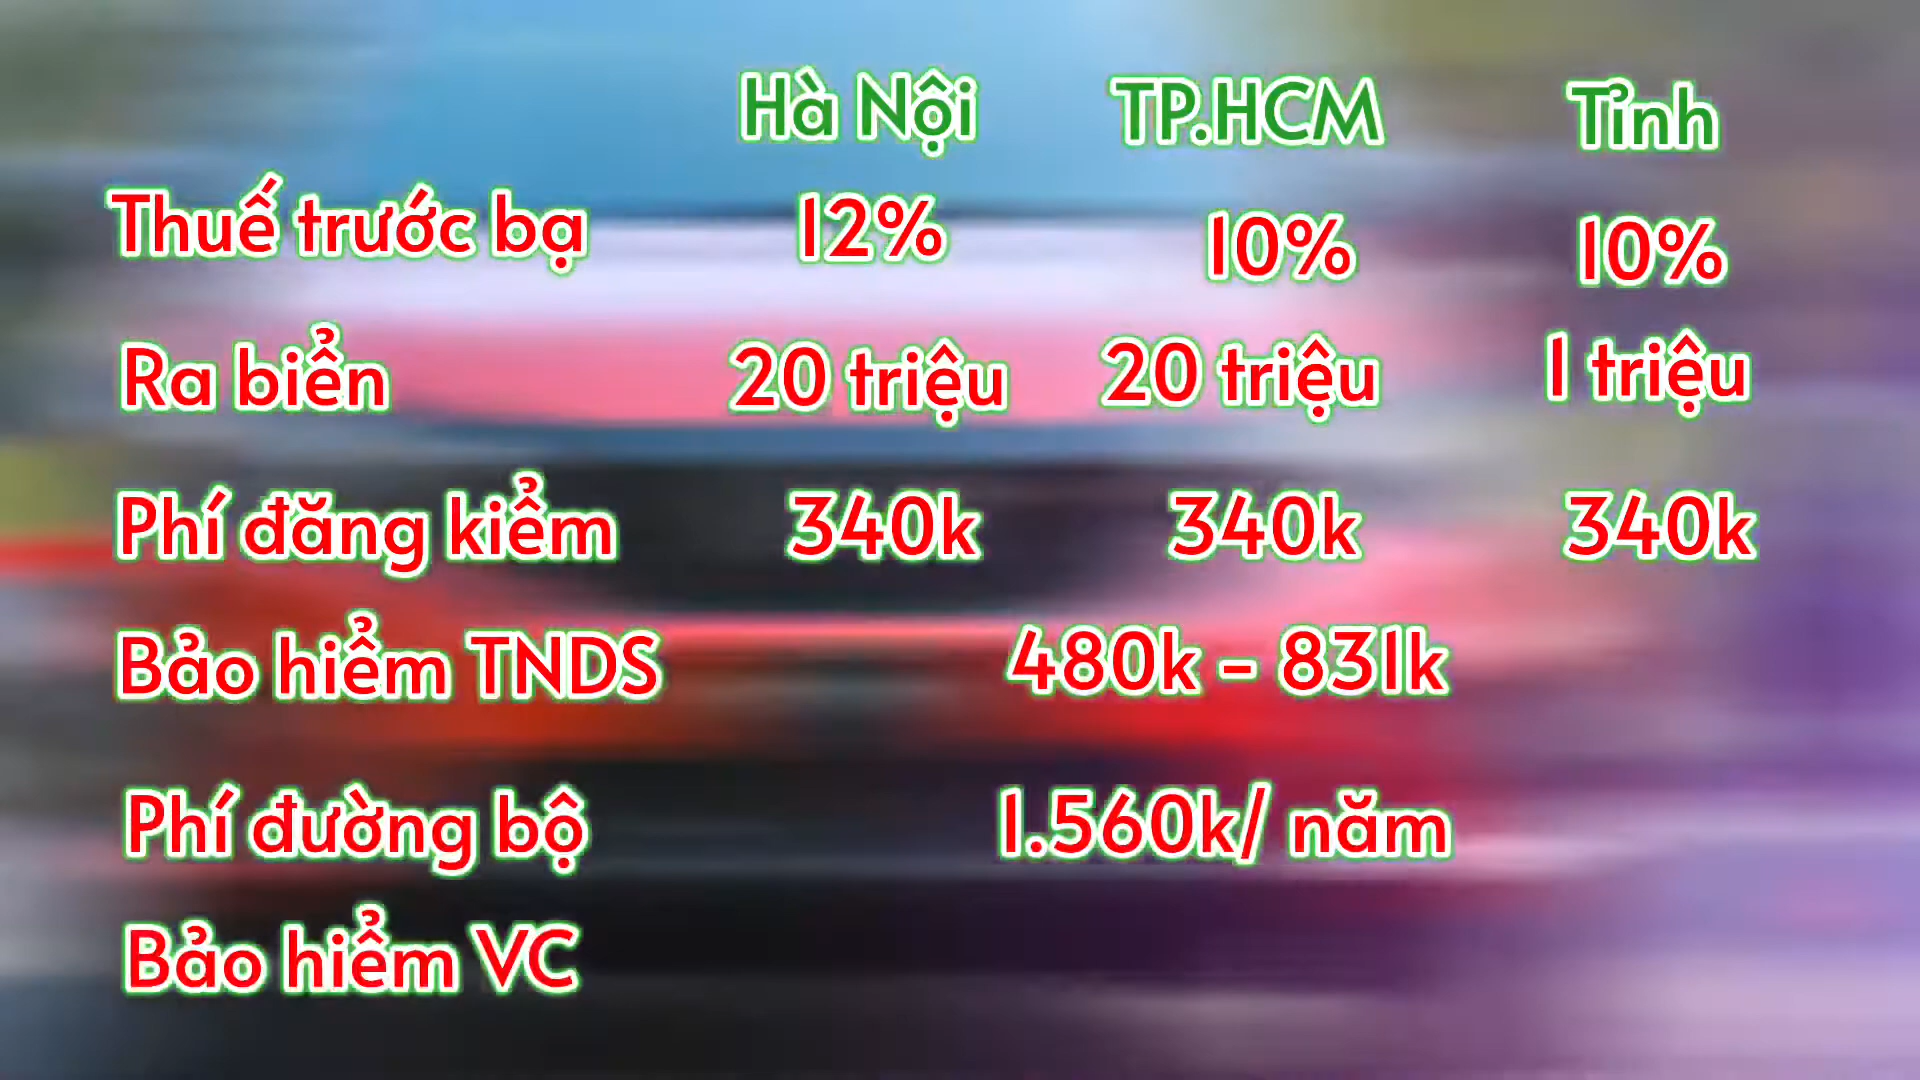 Hà Nội TP.HCM Tỉnh
Thuế trước bạ 12% 10% 10%
Ra biển 20 triệu 20 triệu 1 triệu
Phí đăng kiểm 340k 340k 340k
Bảo hiểm TNDS 480k - 831k
Phí đường bộ 1.560k/ năm
Bảo hiểm VC